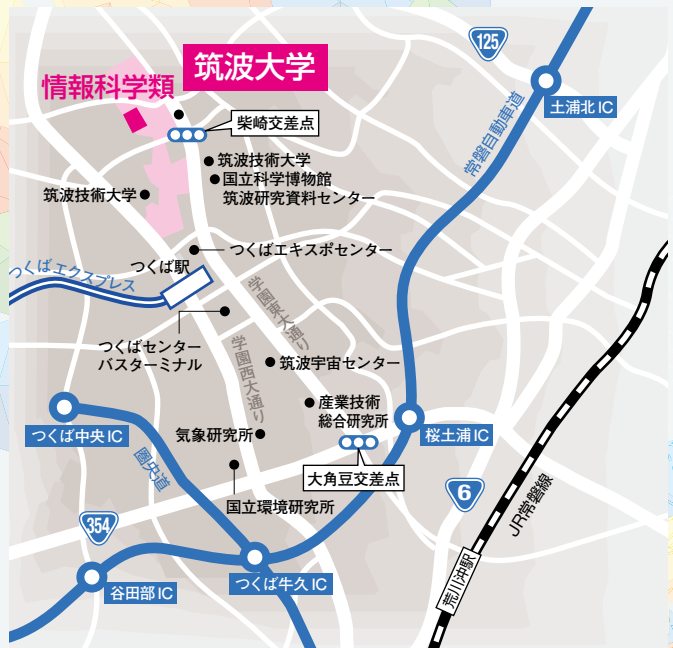 125
筑波大学
情報科学類
土浦北IC
柴崎交差点
常磐自動車道
筑波技術大学
国立科学博物館
筑波研究資料センター
筑波技術大学
つくばエキスポセンター
つくば駅
つくばエクスプレス
学園東大通り
つくばセンター
バスターミナル
学園西大通り
筑波宇宙センター
産業技術
総合研究所
つくば中央IC
気象研究所
桜土浦IC
圏央道
大角豆交差点
国立環境研究所
6
JR常磐線
354
荒川沖駅
谷田部IC
つくば牛久IC